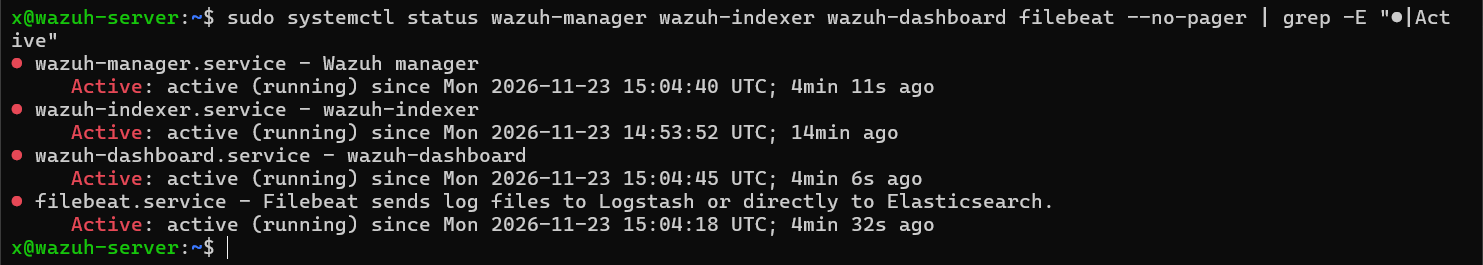 x@wazuh-server:~$ sudo systemctl status wazuh-manager wazuh-indexer wazuh-dashboard filebeat --no-pager | grep -E "●|Act
ive"
● wazuh-manager.service - Wazuh manager
     Active: active (running) since Mon 2026-11-23 15:04:40 UTC; 4min 11s ago
● wazuh-indexer.service - wazuh-indexer
     Active: active (running) since Mon 2026-11-23 14:53:52 UTC; 14min ago
● wazuh-dashboard.service - wazuh-dashboard
     Active: active (running) since Mon 2026-11-23 15:04:45 UTC; 4min 6s ago
● filebeat.service - Filebeat sends log files to Logstash or directly to Elasticsearch.
     Active: active (running) since Mon 2026-11-23 15:04:18 UTC; 4min 32s ago
x@wazuh-server:~$